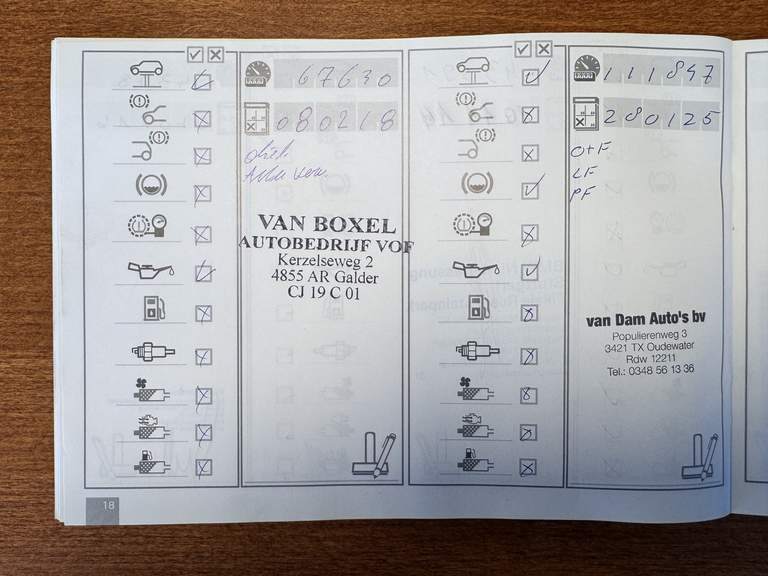 67630
080218
VAN BOXEL
AUTOBEDRIJF VOF
Kerzelseweg 2
4855 AR Galder
CJ 19 C 01
18
111847
280125
O+F
LF
PF
van Dam Auto's bv
Populierenweg 3
3421 TX Oudewater
Rdw 12211
Tel.: 0348 56 13 36